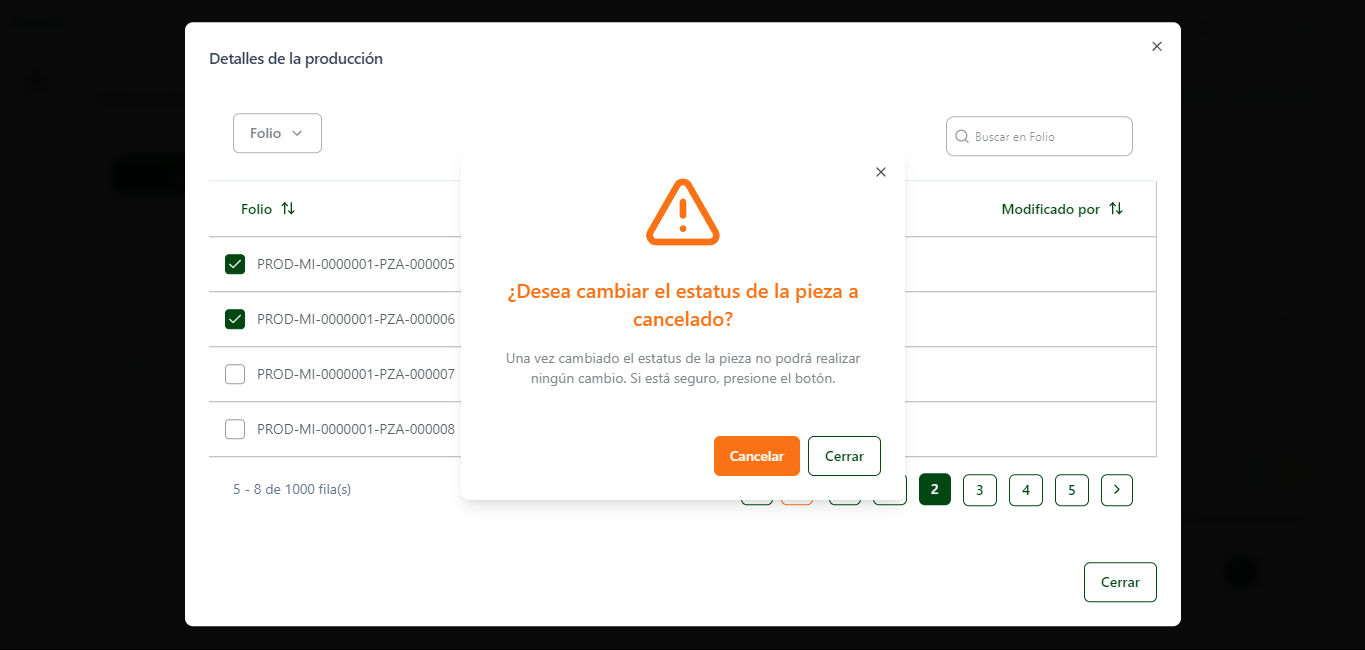 Detalles de la producción
Folio
Buscar en Folio
Folio
Modificado por
PROD-MI-0000001-PZA-000005
PROD-MI-0000001-PZA-000006
PROD-MI-0000001-PZA-000007
PROD-MI-0000001-PZA-000008
¿Desea cambiar el estatus de la pieza a
cancelado?
Una vez cambiado el estatus de la pieza no podrá realizar
ningún cambio. Si está seguro, presione el botón.
Cancelar
Cerrar
5 - 8 de 1000 fila(s)
2
3
4
5
Cerrar